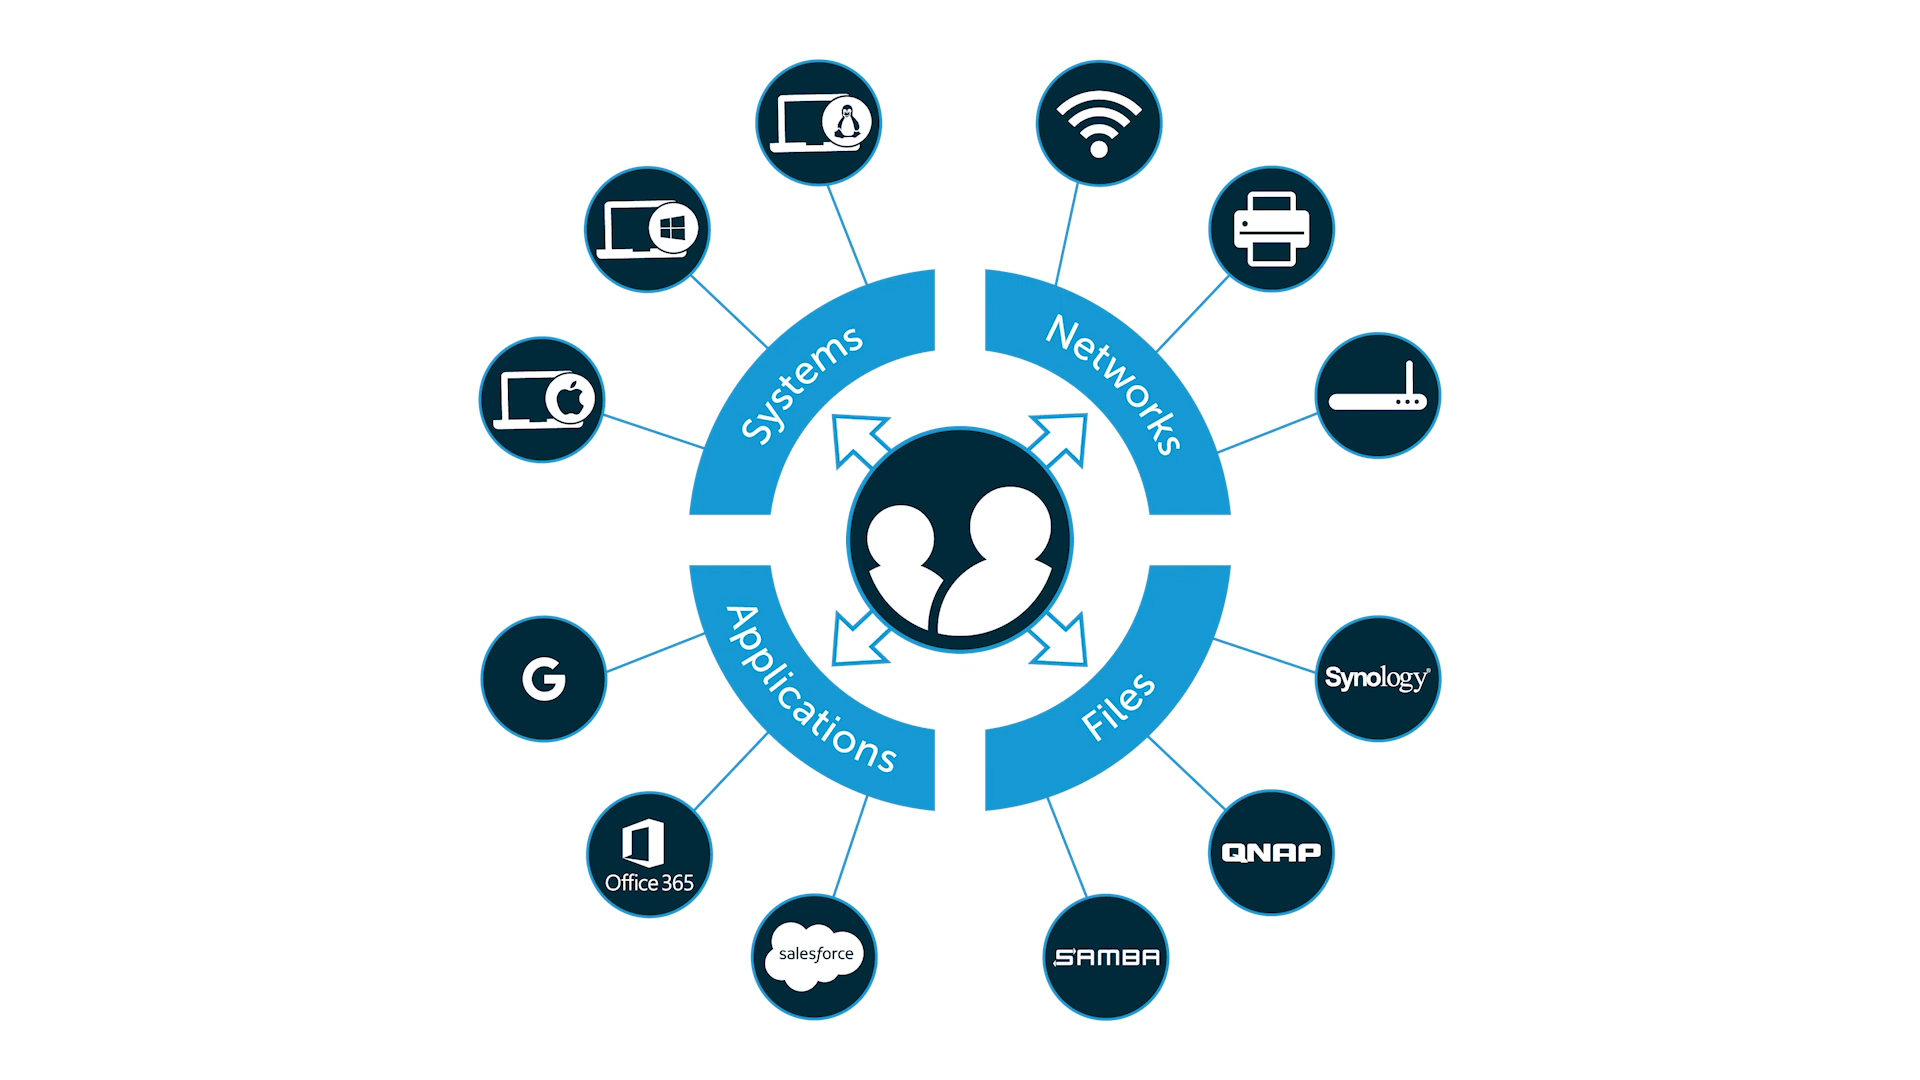 Systems
Networks
Applications
Files
G
Office 365
salesforce
Synology®
QNAP
SAMBA